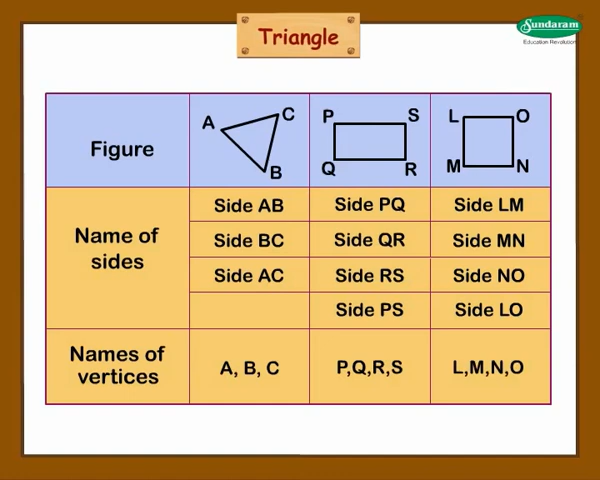 Triangle
Sundaram
Education Revolution
Figure
A
C
B
P
S
Q
R
L
O
M
N
Name of
sides
Side AB
Side PQ
Side LM
Side BC
Side QR
Side MN
Side AC
Side RS
Side NO
Side PS
Side LO
Names of
vertices
A, B, C
P,Q,R,S
L,M,N,O